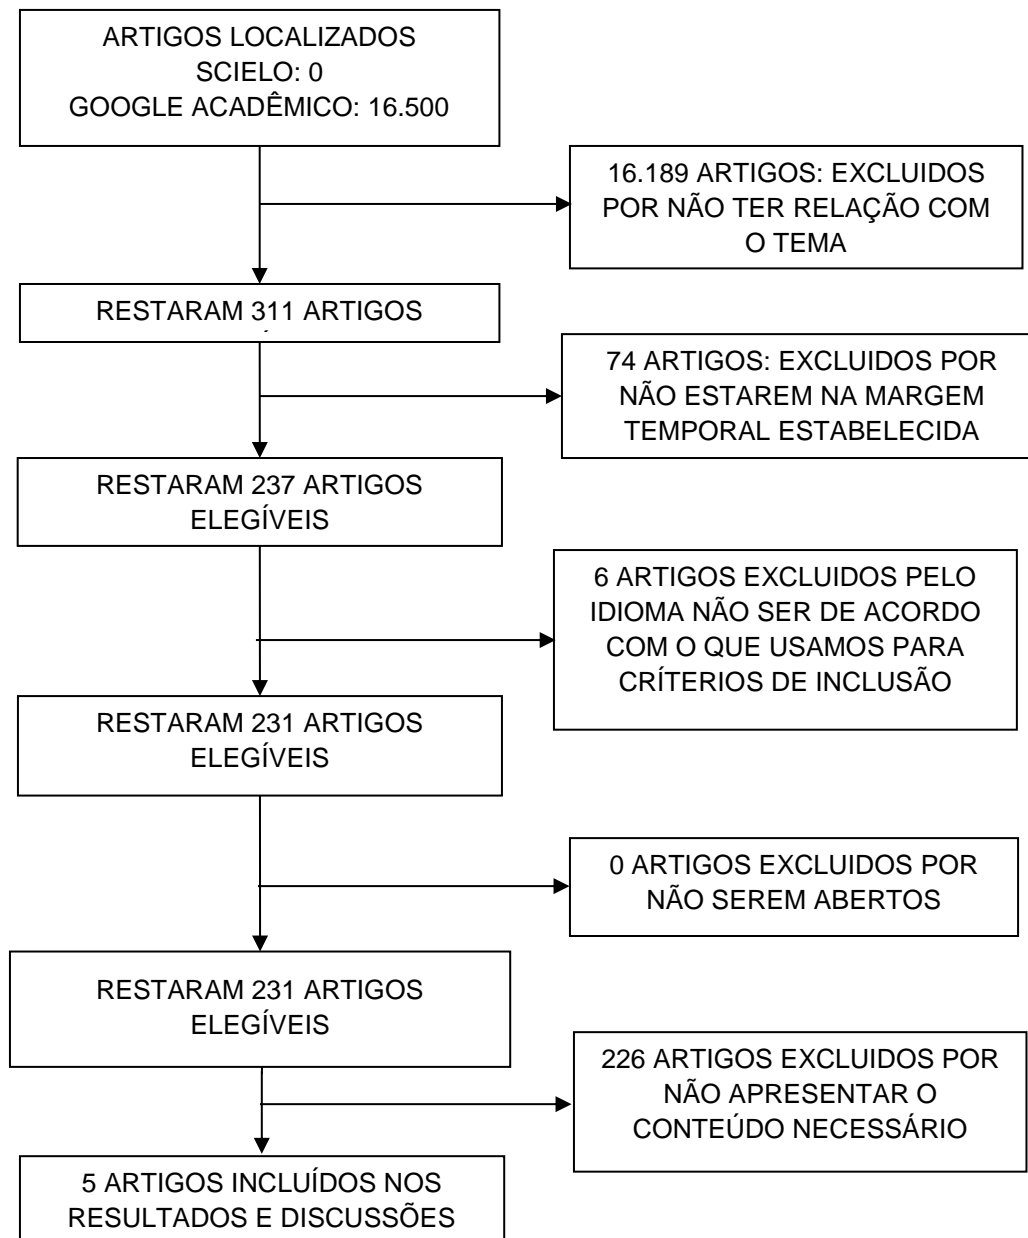 ARTIGOS LOCALIZADOS
SCIELO: 0
GOOGLE ACADÊMICO: 16.500
16.189 ARTIGOS: EXCLUIDOS
POR NÃO TER RELAÇÃO COM
O TEMA
RESTARAM 311 ARTIGOS
74 ARTIGOS: EXCLUIDOS POR
NÃO ESTAREM NA MARGEM
TEMPORAL ESTABELECIDA
RESTARAM 237 ARTIGOS
ELEGÍVEIS
6 ARTIGOS EXCLUIDOS PELO
IDIOMA NÃO SER DE ACORDO
COM O QUE USAMOS PARA
CRÍTERIOS DE INCLUSÃO
RESTARAM 231 ARTIGOS
ELEGÍVEIS
0 ARTIGOS EXCLUIDOS POR
NÃO SEREM ABERTOS
RESTARAM 231 ARTIGOS
ELEGÍVEIS
226 ARTIGOS EXCLUIDOS POR
NÃO APRESENTAR O
CONTEÚDO NECESSÁRIO
5 ARTIGOS INCLUÍDOS NOS
RESULTADOS E DISCUSSÕES